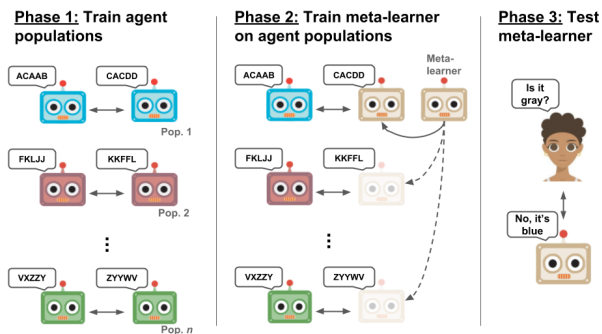 Phase 1: Train agent
populations
ACAAB
CACDD
Pop. 1
FKLJJ
KKFFL
Pop. 2
VXZZY
ZYYWV
Pop. n
Phase 2: Train meta-learner
on agent populations
Meta-
learner
ACAAB
CACDD
FKLJJ
KKFFL
VXZZY
ZYYWV
Phase 3: Test
meta-learner
Is it
gray?
No, it's
blue